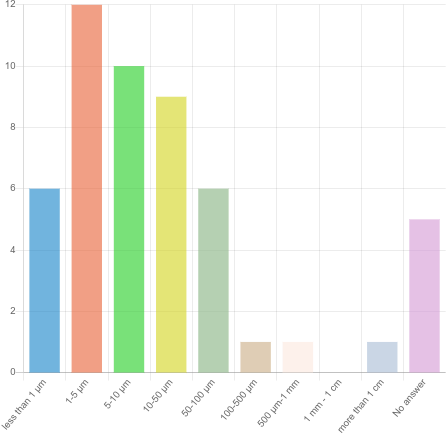 12
10
8
6
4
2
0
less than 1 μm
1-5 μm
5-10 μm
10-50 μm
50-100 μm
100-500 μm
500 μm-1 mm
1 mm - 1 cm
more than 1 cm
No answer